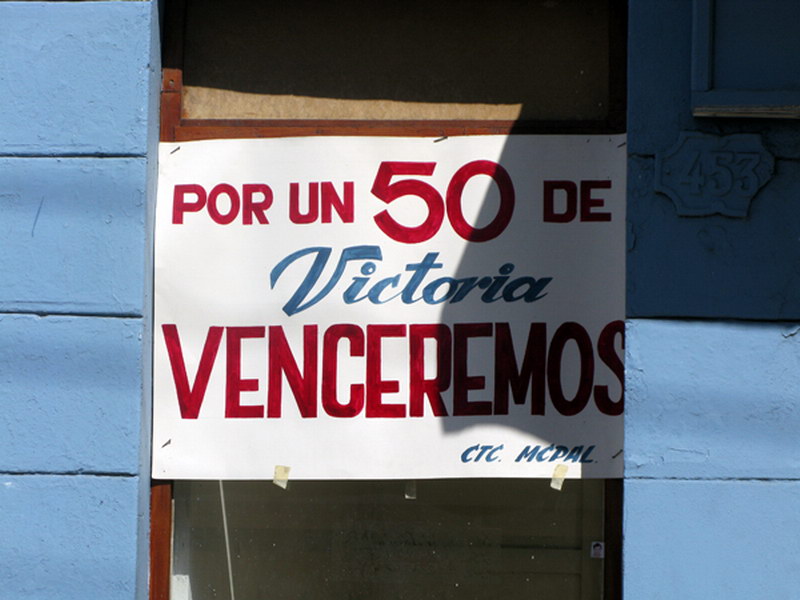 POR UN 50 DE
Victoria
VENCEREMOS
CTC. MCPAL.
453